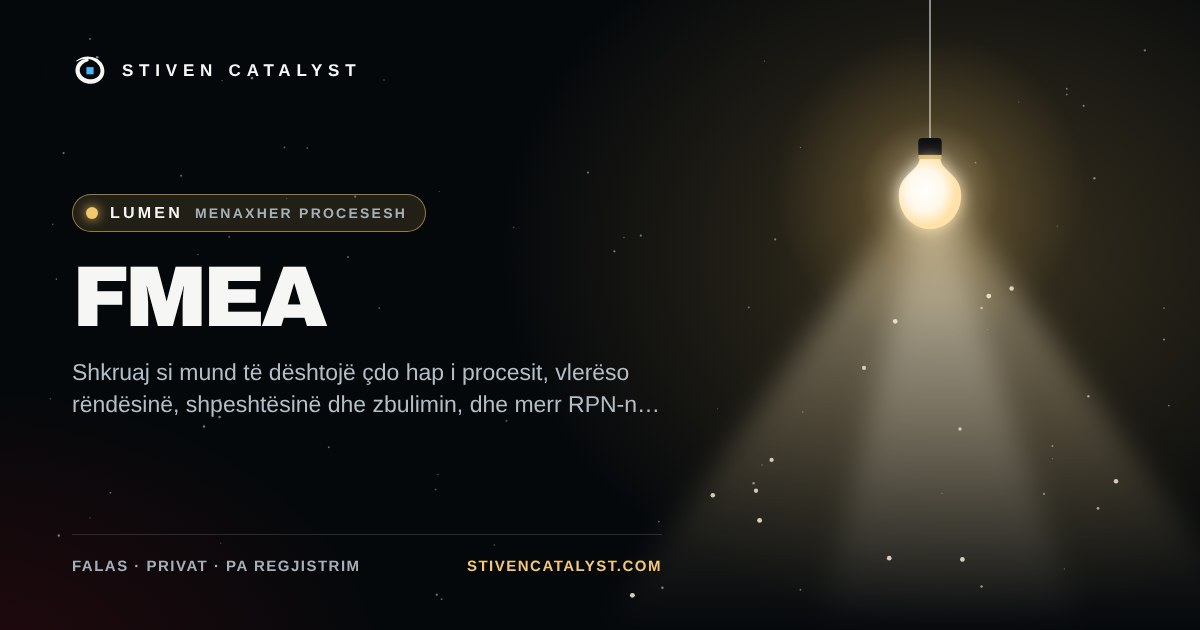 STIVEN CATALYST
LUMEN MENAXHER PROCESESH
FMEA
Shkruaj si mund të dështojë çdo hap i procesit, vlerëso
rëndësinë, shpeshtësinë dhe zbulimin, dhe merr RPN-n…
FALAS · PRIVAT · PA REGJISTRIM
STIVENCATALYST.COM